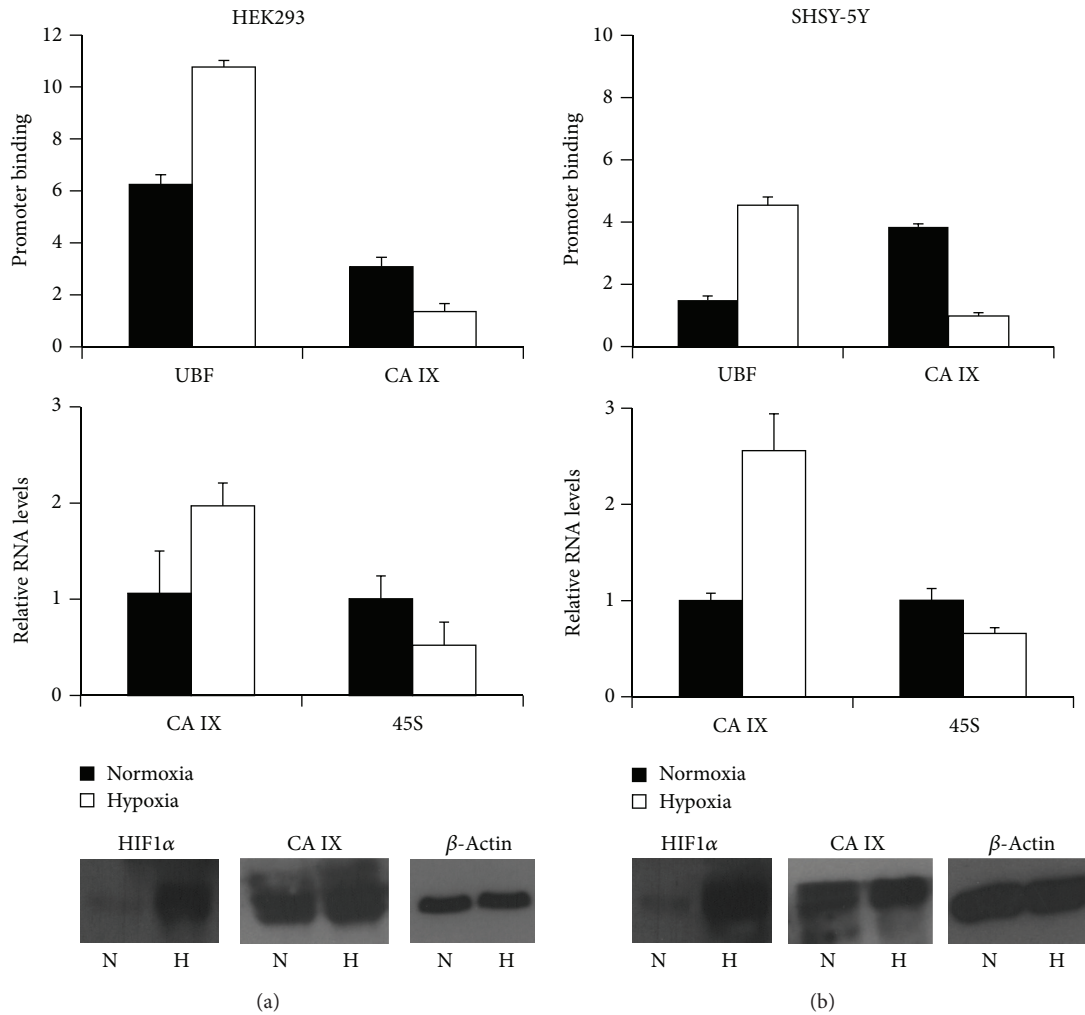 HEK293
Promoter binding
12
10
8
6
4
2
0
UBF CA IX
Relative RNA levels
3
2
1
0
CA IX 45S
Normoxia
Hypoxia
HIF1α CA IX β-Actin
N H N H N H
(a)
SHSY-5Y
Promoter binding
10
8
6
4
2
0
UBF CA IX
Relative RNA levels
3
2
1
0
CA IX 45S
Normoxia
Hypoxia
HIF1α CA IX β-Actin
N H N H N H
(b)